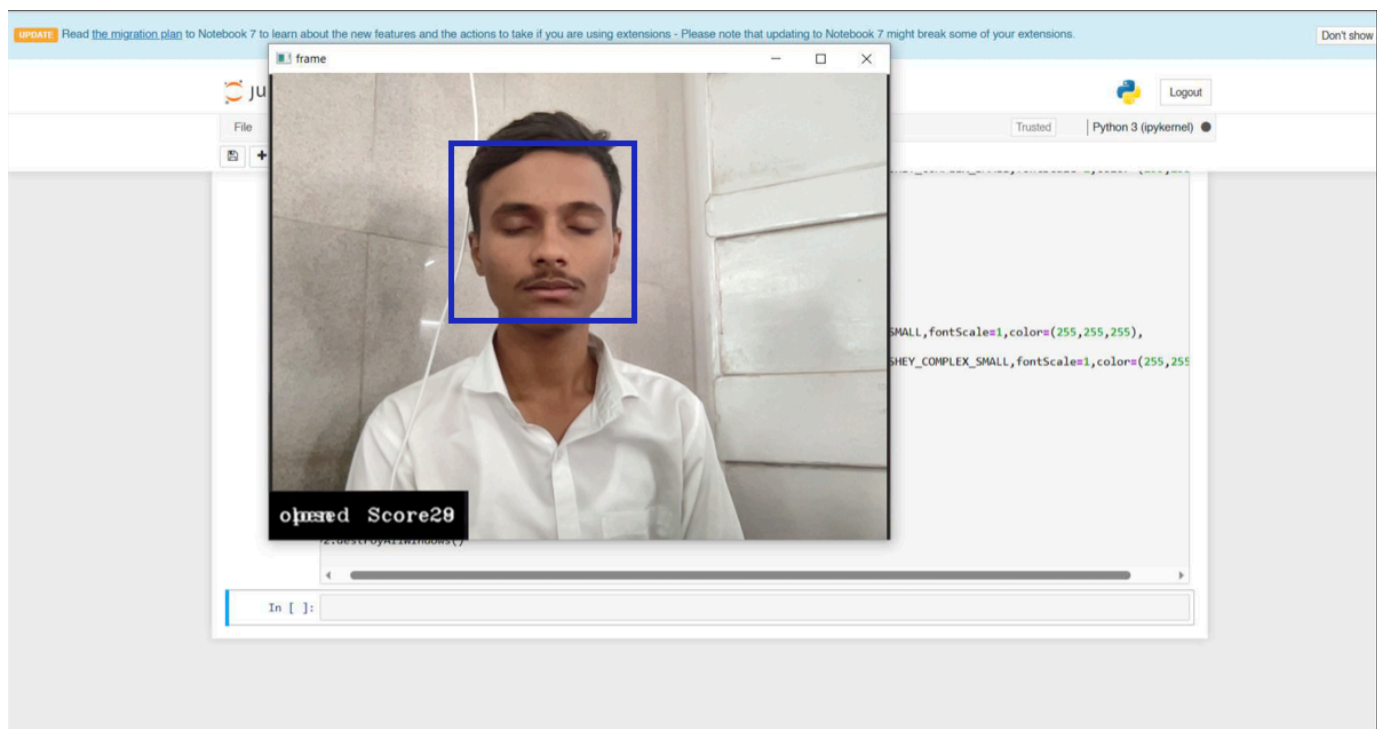 UPDATE Read the migration plan to Notebook 7 to learn about the new features and the actions to take if you are using extensions - Please note that updating to Notebook 7 might break some of your extensions.
Don't show
frame
ju
Logout
File
Trusted
Python 3 (ipykernel)
SMALL,fontScale=1,color=(255,255,255),
SHEY_COMPLEX_SMALL,fontScale=1,color=(255,255
Score
2.destroyAllWindows()
In [ ]: